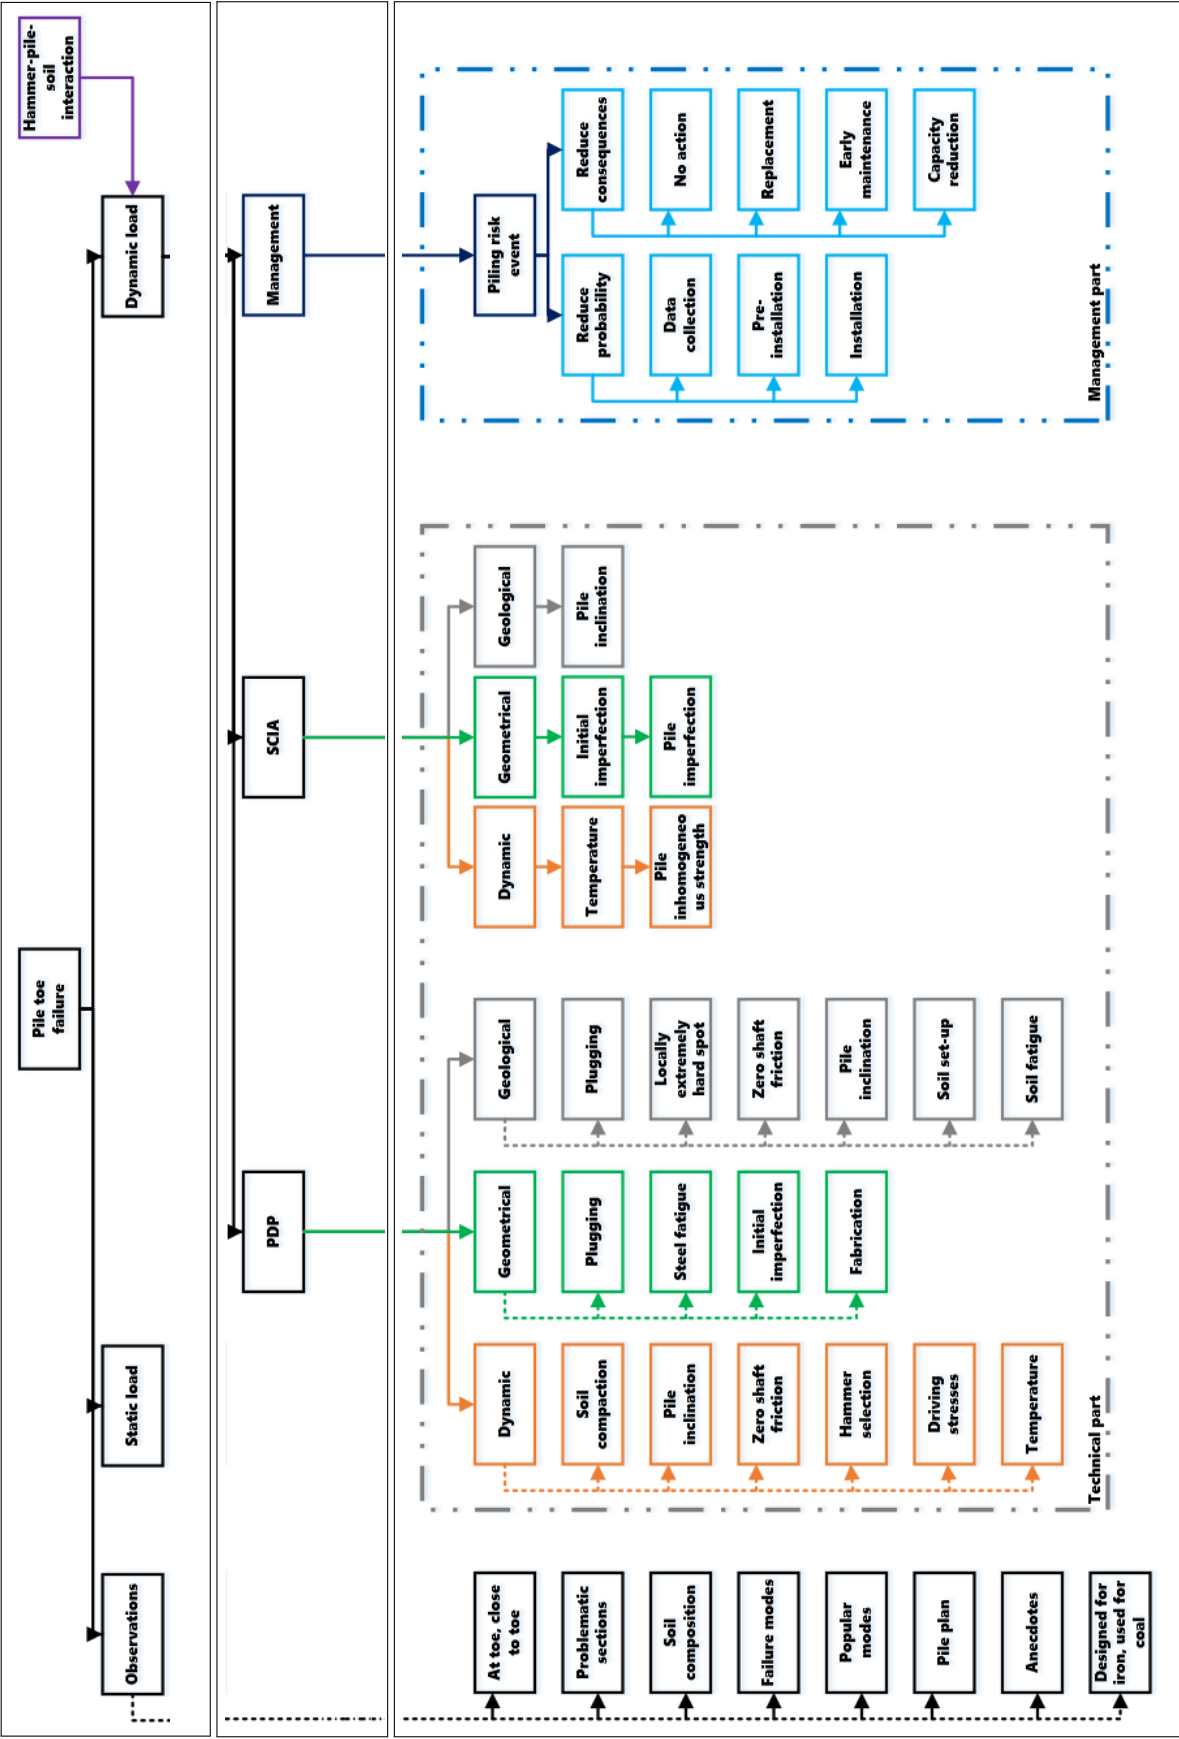 Pile toe
failure
Hammer-pile-
soil
interaction
Observations
Static load
Dynamic load
PDP
SCIA
Management
At toe, close
to toe
Dynamic
Geometrical
Geological
Dynamic
Geometrical
Geological
Piling risk
event
Problematic
sections
Soil
compaction
Plugging
Plugging
Temperature
Initial
imperfection
Pile
inclination
Reduce
probability
Reduce
consequences
Soil
composition
Pile
inclination
Steel fatigue
Locally
extremely
hard spot
Pile
inhomogeneo
us strength
Pile
imperfection
Data
collection
No action
Failure modes
Zero shaft
friction
Initial
imperfection
Zero shaft
friction
Pre-
installation
Replacement
Popular
modes
Hammer
selection
Fabrication
Pile
inclination
Installation
Early
maintenance
Pile plan
Driving
stresses
Soil set-up
Capacity
reduction
Anecdotes
Temperature
Soil fatigue
Designed for
iron, used for
coal
Technical part
Management part